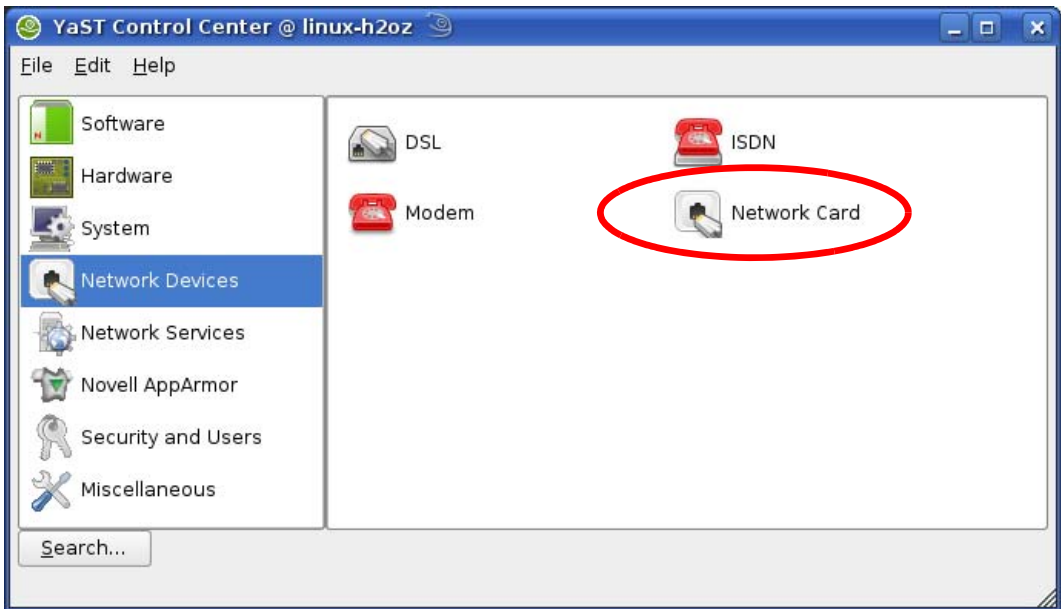 YaST Control Center @ linux-h2oz
File Edit Help
Software
Hardware
System
Network Devices
Network Services
Novell AppArmor
Security and Users
Miscellaneous
DSL
ISDN
Modem
Network Card
Search...